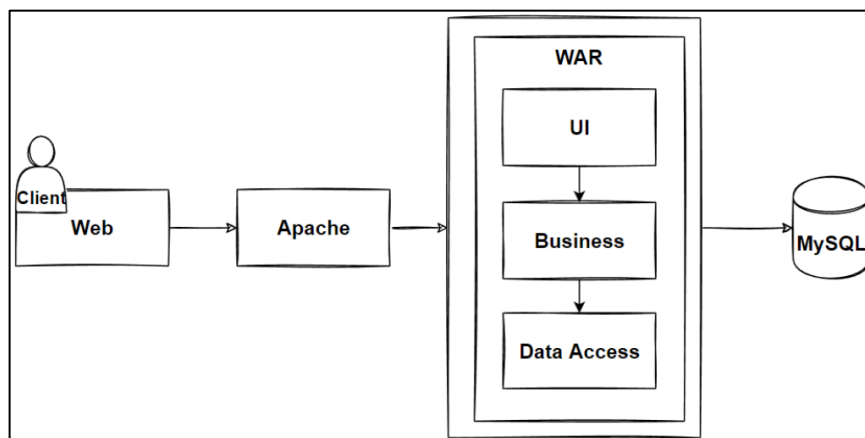 Client
Web
Apache
WAR
UI
Business
Data Access
MySQL